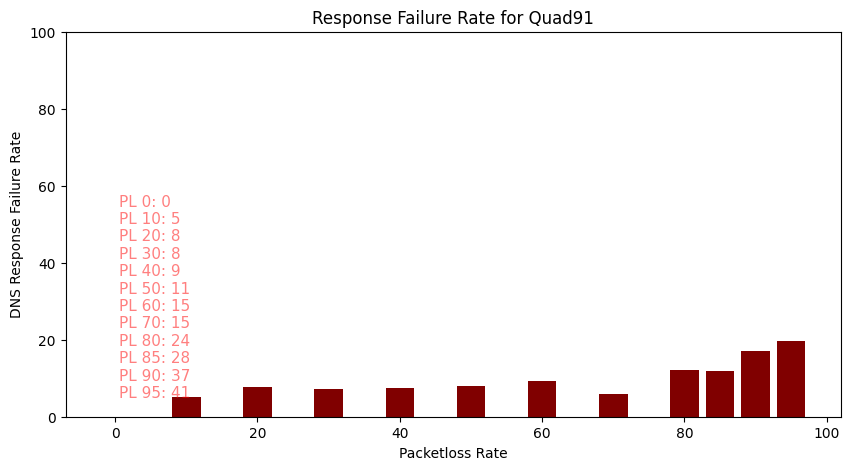 Response Failure Rate for Quad91
100
80
60
40
20
0
DNS Response Failure Rate
PL 0: 0
PL 10: 5
PL 20: 8
PL 30: 8
PL 40: 9
PL 50: 11
PL 60: 15
PL 70: 15
PL 80: 24
PL 85: 28
PL 90: 37
PL 95: 41
0 20 40 60 80 100
Packetloss Rate